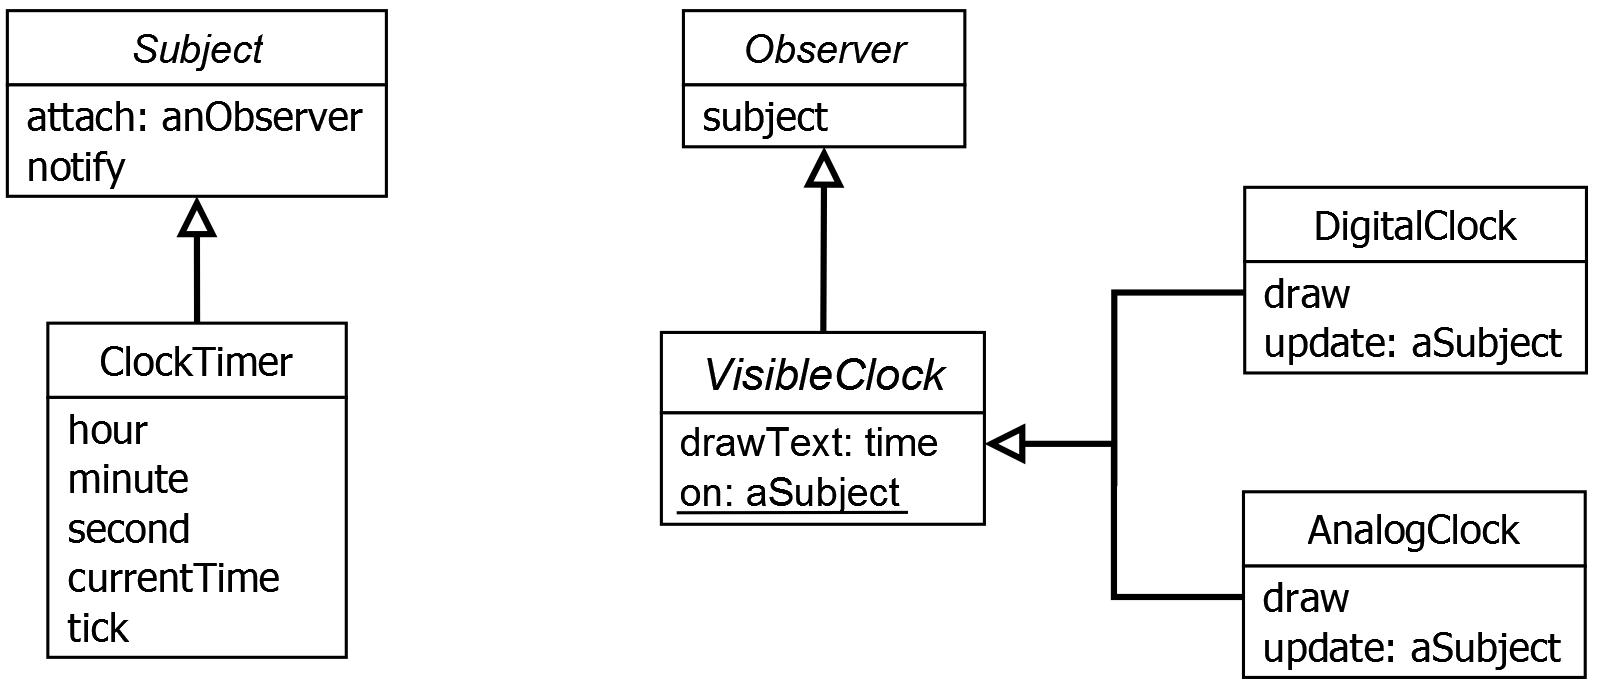 Subject
attach: anObserver
notify
ClockTimer
hour
minute
second
currentTime
tick
Observer
subject
VisibleClock
drawText: time
on: aSubject
DigitalClock
draw
update: aSubject
AnalogClock
draw
update: aSubject